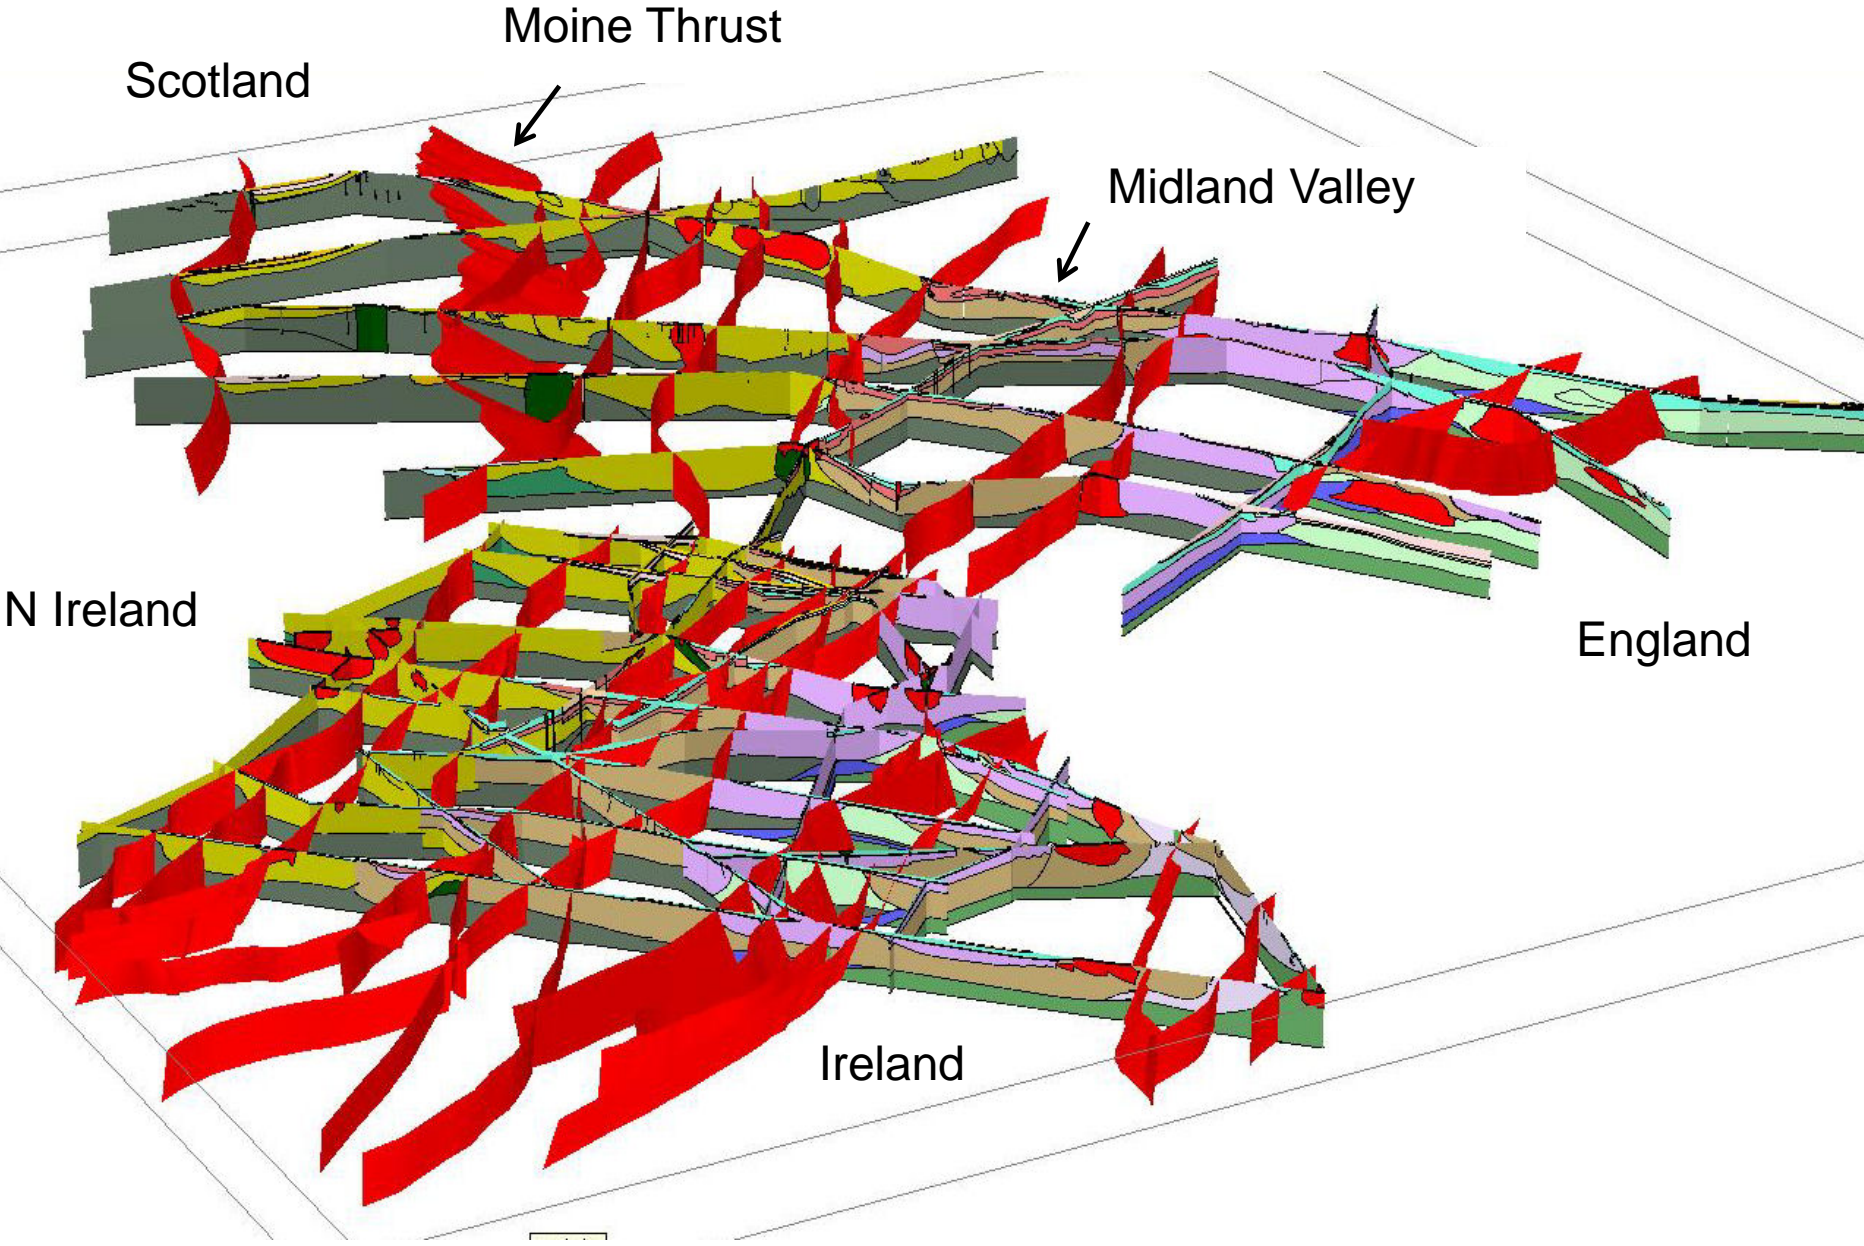 Moine Thrust
Scotland
Midland Valley
N Ireland
England
Ireland